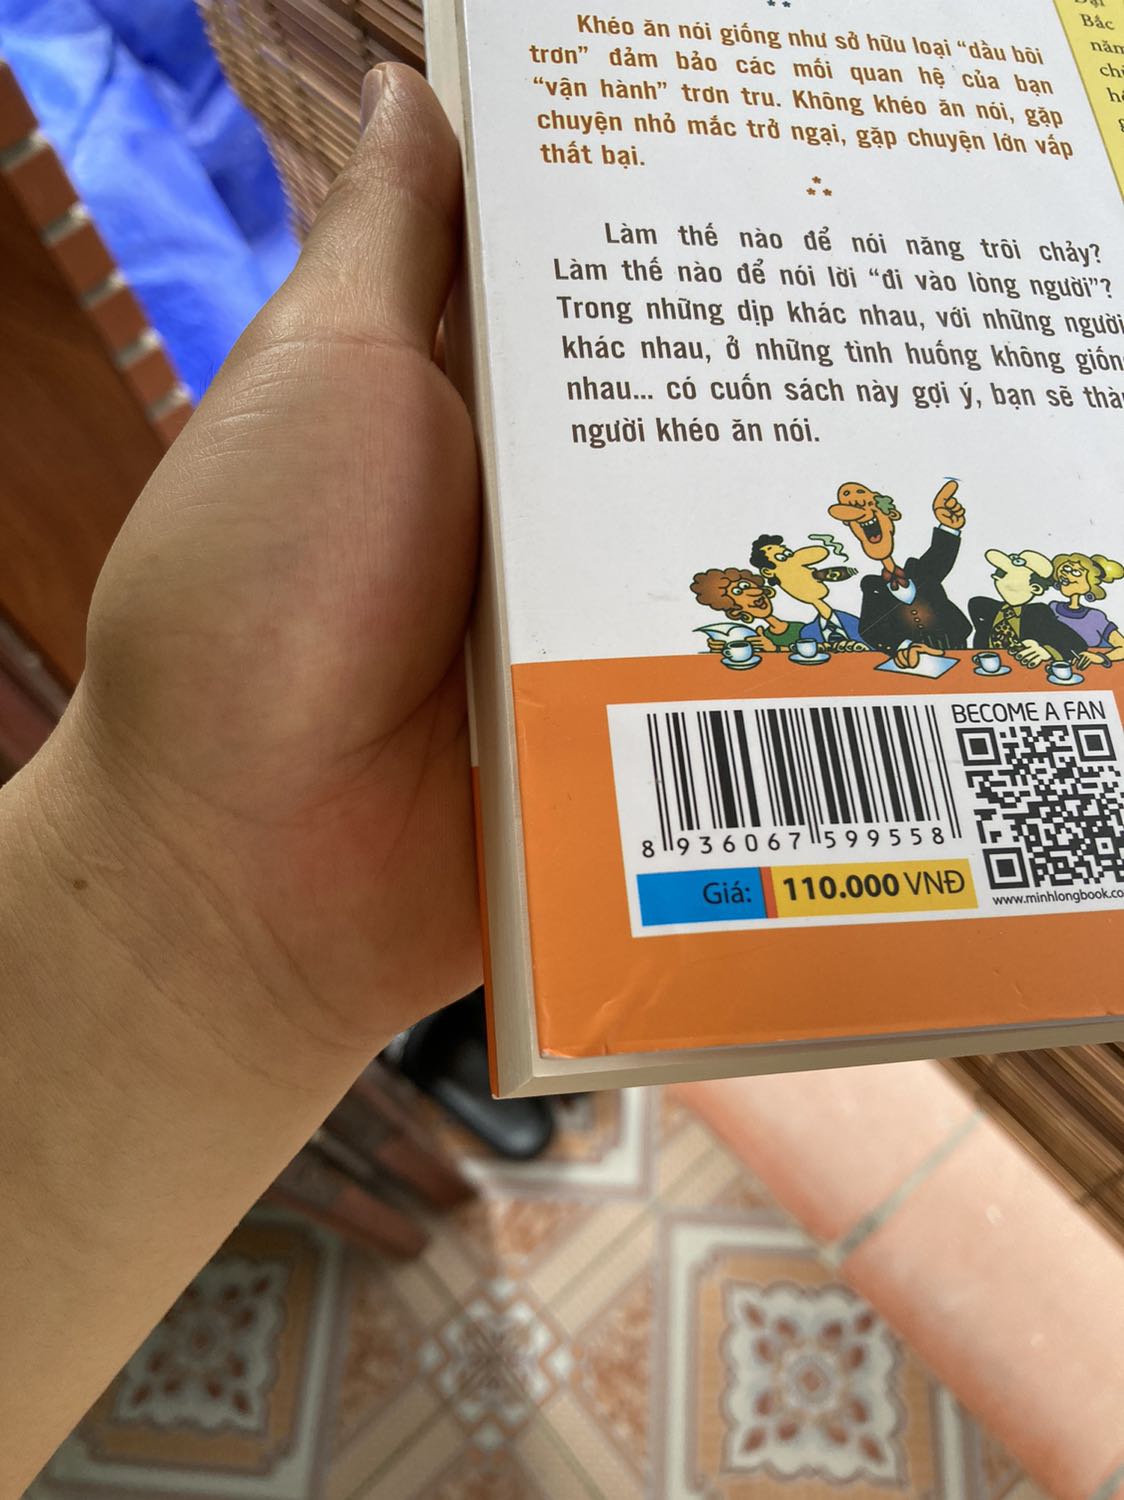 Khéo ăn nói giống như sở hữu loại “dầu bôi
trơn” đảm bảo các mối quan hệ của bạn
“vận hành” trơn tru. Không khéo ăn nói, gặp
chuyện nhỏ mắc trở ngại, gặp chuyện lớn vấp
thất bại.
Làm thế nào để nói năng trôi chảy?
Làm thế nào để nói lời “đi vào lòng người”?
Trong những dịp khác nhau, với những người
khác nhau, ở những tình huống không
nhau... có cuốn sách này gợi ý, bạn sẽ
người khéo ăn nói.
Bắc
BECOME A FAN
8 936067 599558
Giá: 110.000 VNĐ
www.minhlongbook.co